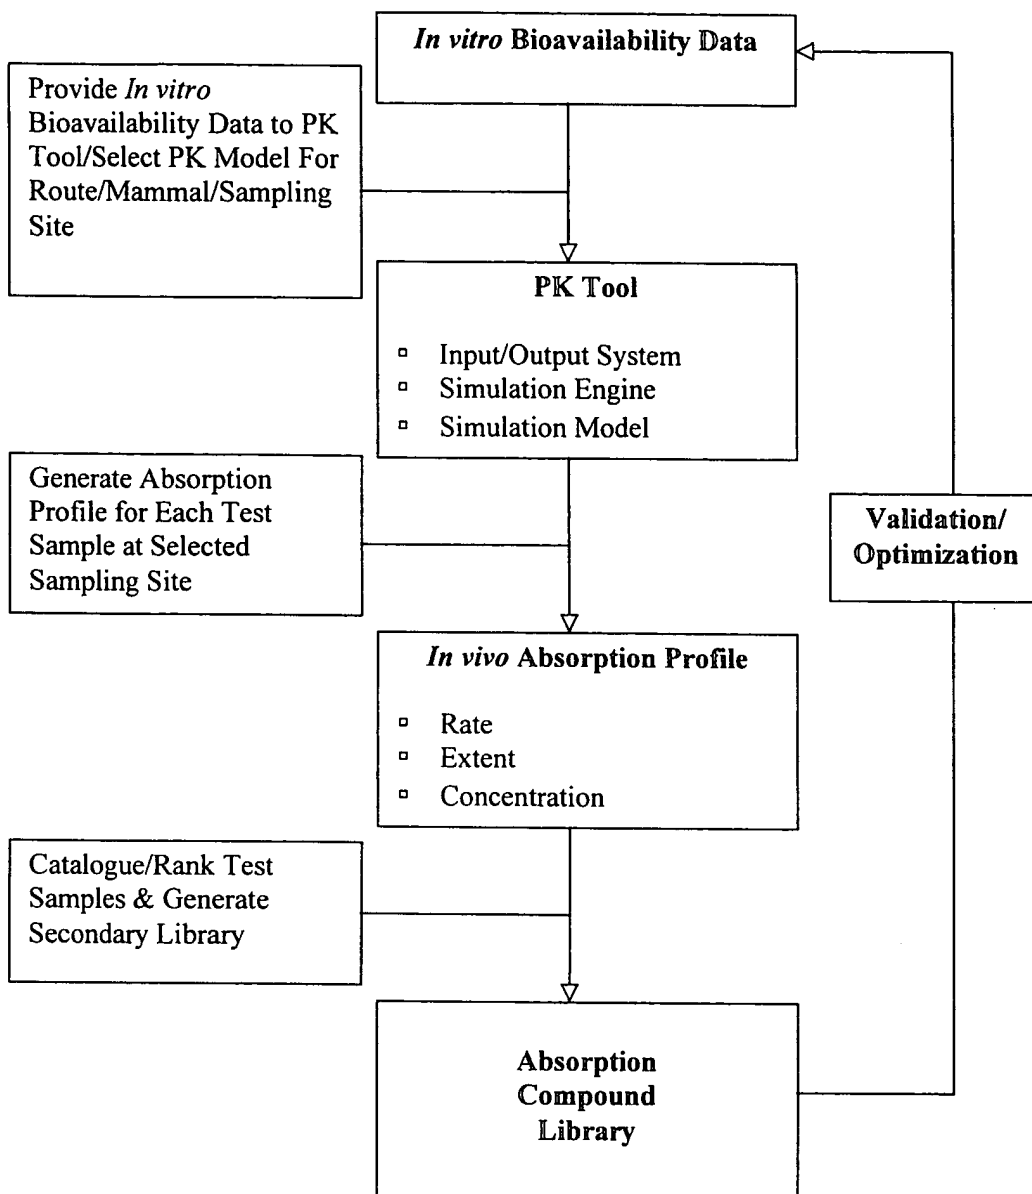 In vitro Bioavailability Data
Provide In vitro
Bioavailability Data to PK
Tool/Select PK Model For
Route/Mammal/Sampling
Site
PK Tool
▫ Input/Output System
▫ Simulation Engine
▫ Simulation Model
Generate Absorption
Profile for Each Test
Sample at Selected
Sampling Site
Validation/
Optimization
In vivo Absorption Profile
▫ Rate
▫ Extent
▫ Concentration
Catalogue/Rank Test
Samples & Generate
Secondary Library
Absorption
Compound
Library